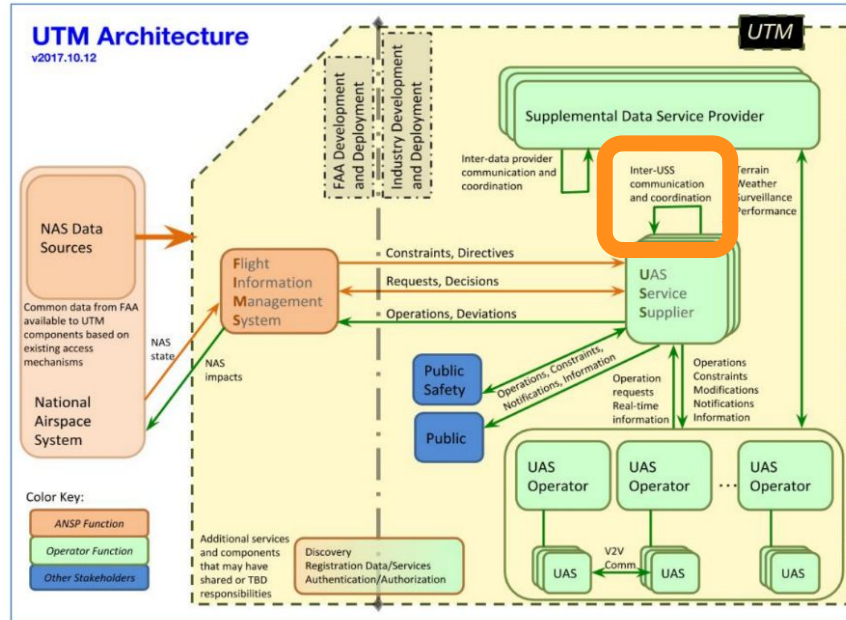 UTM Architecture
v2017.10.12
UTM
FAA Development
and Deployment
Industry Development
and Deployment
Supplemental Data Service Provider
Inter-data provider
communication and
coordination
Inter-USS
communication
and coordination
Terrain
Weather
Surveillance
Performance
NAS Data
Sources
Common data from FAA
available to UTM
components based on
existing access
mechanisms
National
Airspace
System
NAS
state
NAS
impacts
Flight
Information
Management
System
Constraints, Directives
Requests, Decisions
Operations, Deviations
UAS
Service
Supplier
Public
Safety
Public
Operations, Constraints,
Notifications, Information
Operation
requests
Real-time
information
Operations
Constraints
Modifications
Notifications
Information
UAS
Operator
UAS
Operator
...
UAS
Operator
UAS
V2V
Comm.
UAS
UAS
Color Key:
ANSP Function
Operator Function
Other Stakeholders
Additional services
and components
that may have
shared or TBD
responsibilities
Discovery
Registration Data/Services
Authentication/Authorization